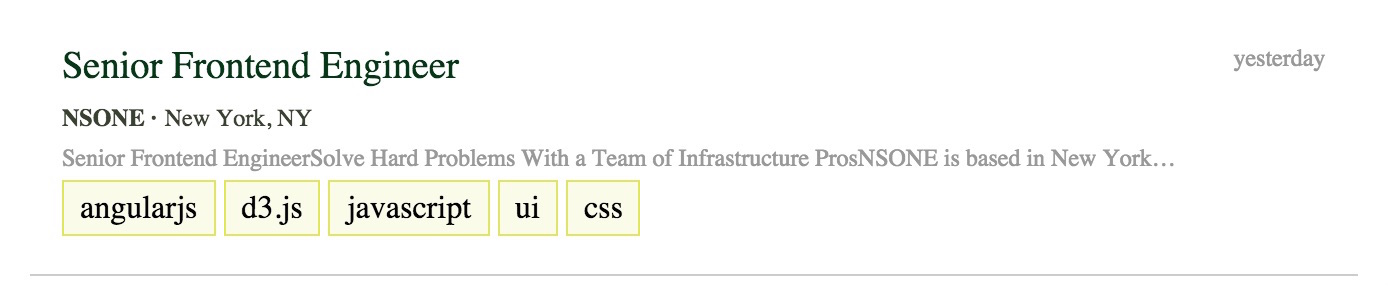 Senior Frontend Engineer
yesterday
NSONE · New York, NY
Senior Frontend EngineerSolve Hard Problems With a Team of Infrastructure ProsNSONE is based in New York…
angularjs d3.js javascript ui css